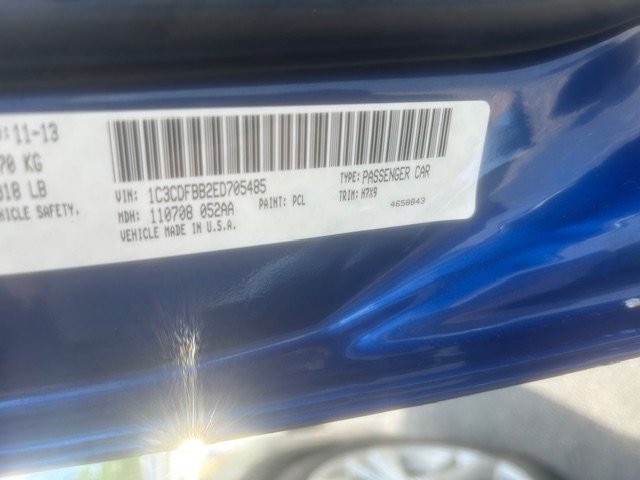 : 11-13
70 KG
018 LB
HICLE SAFETY,
VIN: 1C3CDFBB2ED705485
TYPE: PASSENGER CAR
MDH: 110708 052AA
PAINT: PCL
TRIM: H7X9
VEHICLE MADE IN U.S.A.
4658843